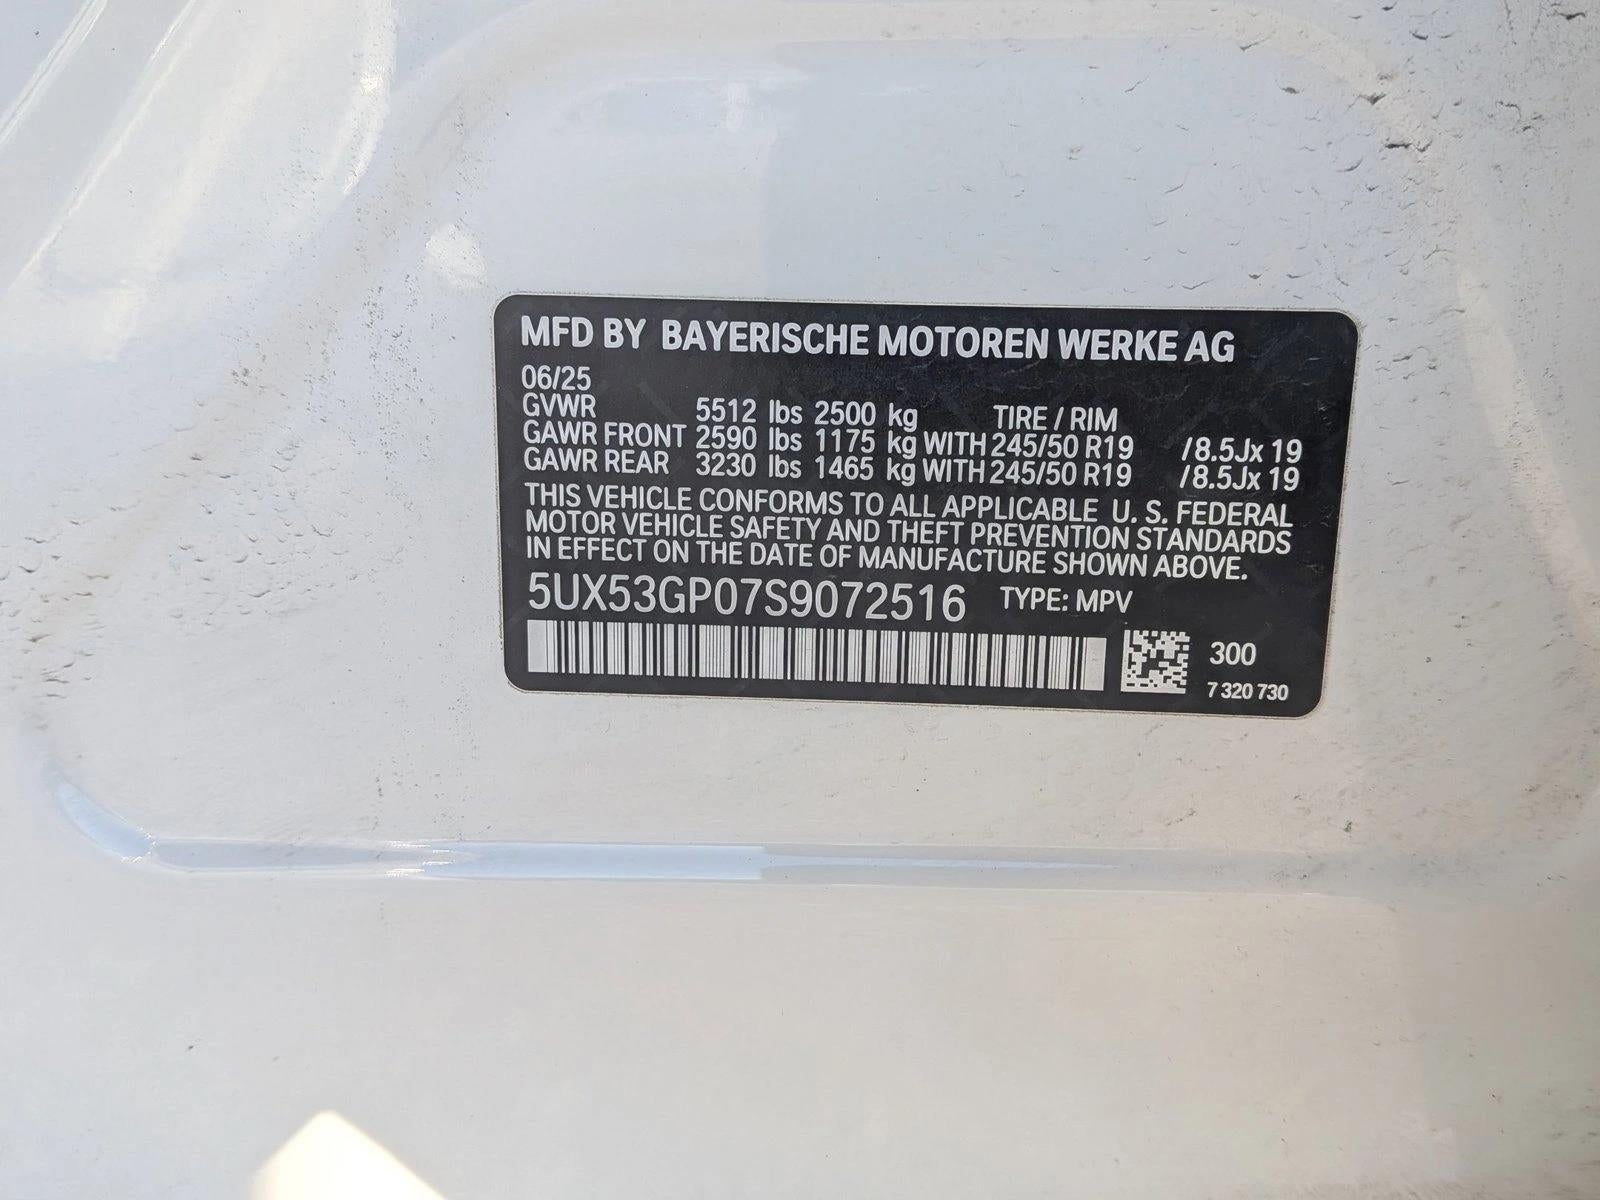 MFD BY BAYERISCHE MOTOREN WERKE AG
06/25
GVWR 5512 lbs 2500 kg TIRE / RIM
GAWR FRONT 2590 lbs 1175 kg WITH 245/50 R19 /8.5Jx 19
GAWR REAR 3230 lbs 1465 kg WITH 245/50 R19 /8.5Jx 19
THIS VEHICLE CONFORMS TO ALL APPLICABLE U. S. FEDERAL
MOTOR VEHICLE SAFETY AND THEFT PREVENTION STANDARDS
IN EFFECT ON THE DATE OF MANUFACTURE SHOWN ABOVE.
5UX53GP07S9072516 TYPE: MPV
300
7 320 730